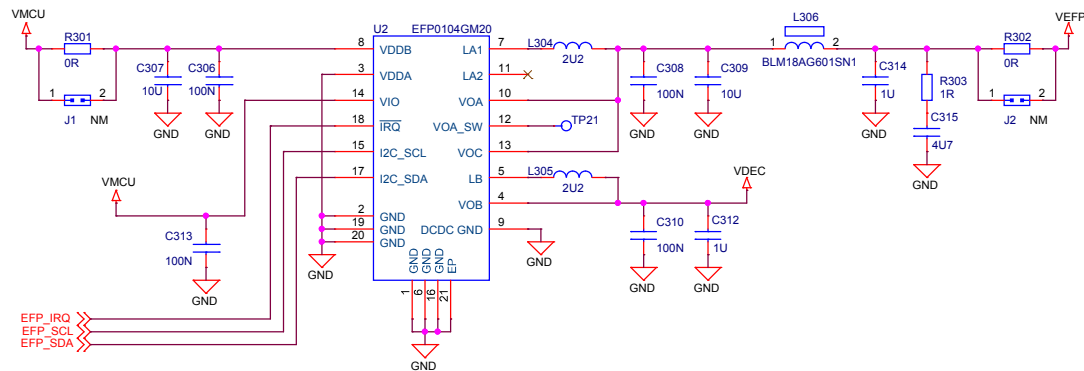 VMCU
R301
0R
1 2
J1 NM
C307
10U
C306
100N
GND
GND
U2 EFP0104GM20
8 VDDB
3 VDDA
14 VIO
18 IRQ
15 I2C_SCL
17 I2C_SDA
2 GND
19 GND
20 GND
LA1 7
LA2 11
VOA 10
VOA_SW 12
VOC 13
LB 5
VOB 4
DCDC GND 9
GND 1
GND 6
GND 16
EP 21
GND
GND
GND
L304
2U2
TP21
L305
2U2
C308
100N
C309
10U
GND
GND
L306
1 2
BLM18AG601SN1
C314
1U
GND
R303
1R
C315
4U7
GND
VEFP
R302
0R
1 2
J2 NM
VDEC
C310
100N
C312
1U
GND
GND
VMCU
C313
100N
GND
EFP_IRQ
EFP_SCL
EFP_SDA